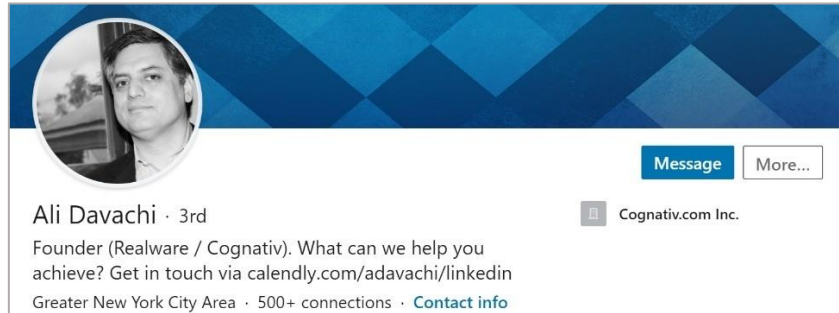 Message
More...
Ali Davachi · 3rd
Cognativ.com Inc.
Founder (Realware / Cognativ). What can we help you
achieve? Get in touch via calendly.com/adavachi/linkedin
Greater New York City Area · 500+ connections · Contact info